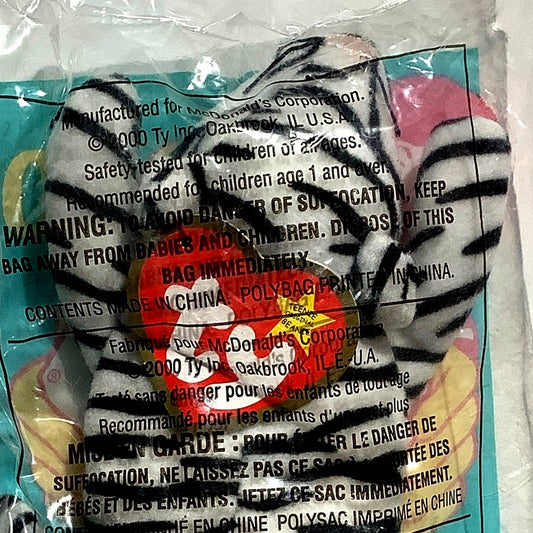 Manufactured for McDonald's Corporation.
© 2000 Ty Inc. Oakbrook, IL U.S.A.
Safety-tested for children of all ages.
Recommended for children age 1 and over.
WARNING: TO AVOID DANGER OF SUFFOCATION, KEEP
BAG AWAY FROM BABIES AND CHILDREN. DISPOSE OF THIS
BAG IMMEDIATELY.
CONTENTS MADE IN CHINA. POLYBAG PRINTED IN CHINA.
ty
TEENIE
BEANIE
Fabriqué pour McDonald's Corporation
© 2000 Ty Inc. Oakbrook, IL, É.-U.A.
Testé sans danger pour les enfants de tout âge
Recommandé pour les enfants d'un an et plus
MISE EN GARDE : POUR ÉVITER LE DANGER DE
SUFFOCATION, NE LAISSEZ PAS CE SAC À PORTÉE DES
BÉBÉS ET DES ENFANTS. JETEZ CE SAC IMMÉDIATEMENT.
CONTENU FABRIQUÉ EN CHINE POLYSAC IMPRIMÉ EN CHINE